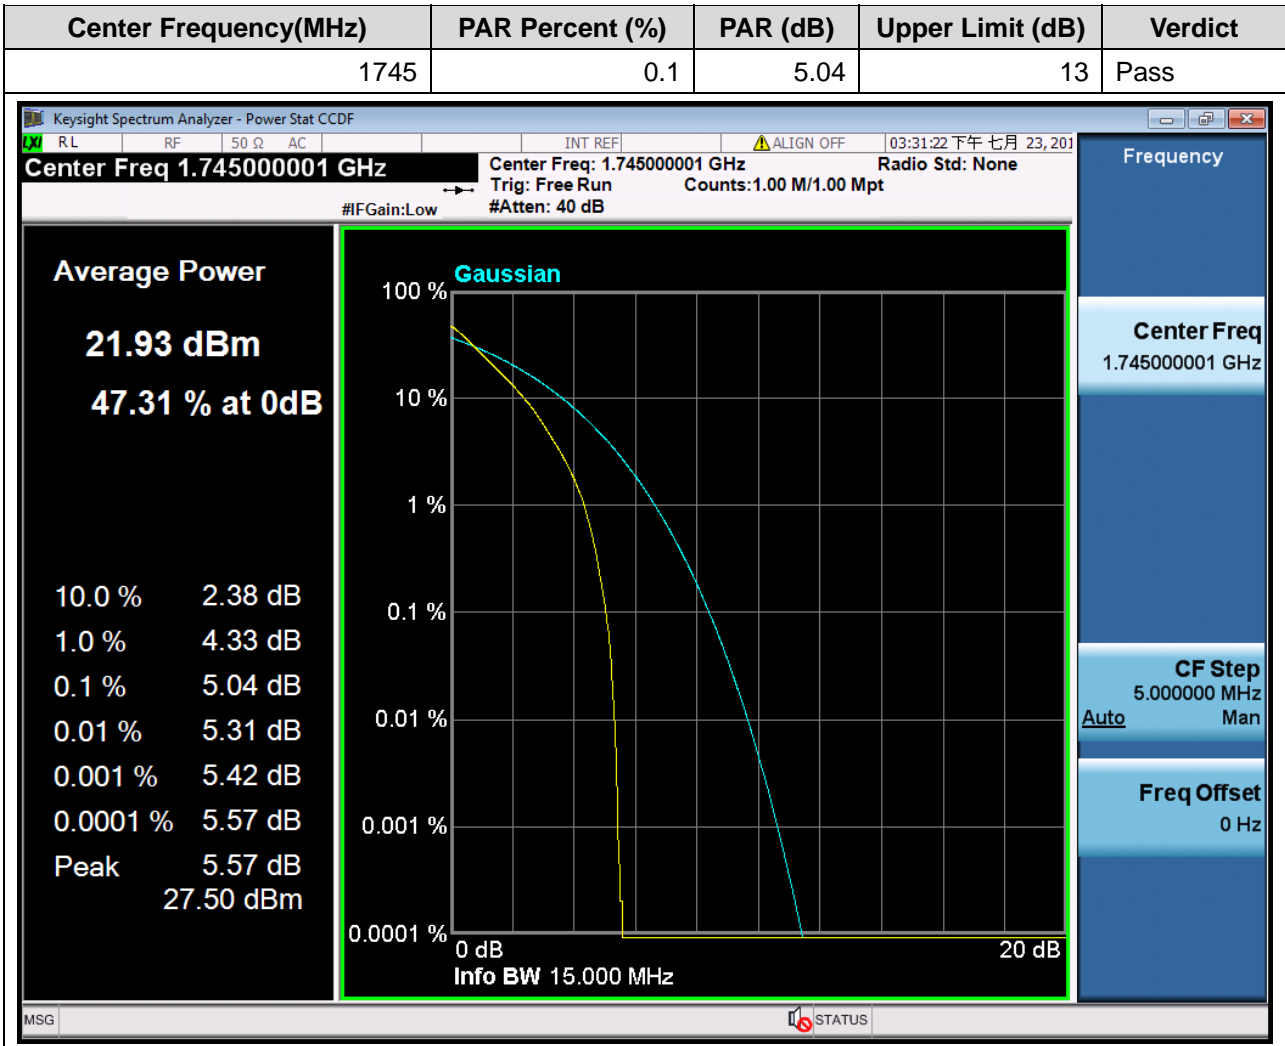 Center Frequency(MHz) PAR Percent (%) PAR (dB) Upper Limit (dB) Verdict
1745 0.1 5.04 13 Pass
Keysight Spectrum Analyzer - Power Stat CCDF
LXI RL RF 50 Ω AC INT REF ALIGN OFF 03:31:22 下午 七月 23, 201
Center Freq 1.745000001 GHz
Center Freq: 1.745000001 GHz Radio Std: None
Trig: Free Run Counts:1.00 M/1.00 Mpt
#IFGain:Low #Atten: 40 dB
Frequency
Average Power
21.93 dBm
47.31 % at 0dB
10.0 % 2.38 dB
1.0 % 4.33 dB
0.1 % 5.04 dB
0.01 % 5.31 dB
0.001 % 5.42 dB
0.0001 % 5.57 dB
Peak 5.57 dB
27.50 dBm
Gaussian
100 %
10 %
1 %
0.1 %
0.01 %
0.001 %
0.0001 %
0 dB 20 dB
Info BW 15.000 MHz
Center Freq
1.745000001 GHz
CF Step
5.000000 MHz
Auto Man
Freq Offset
0 Hz
MSG STATUS